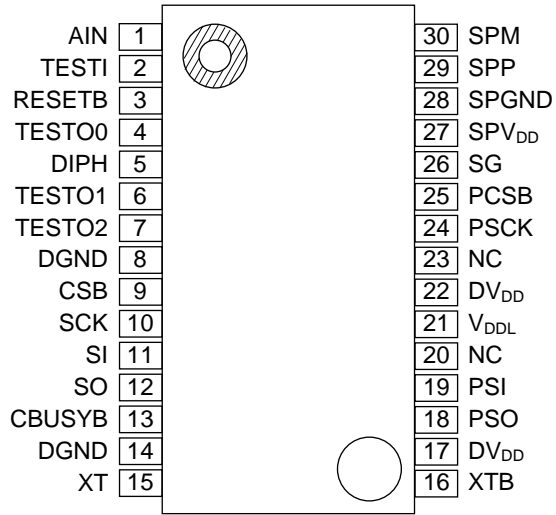 AIN 1 30 SPM
TESTI 2 29 SPP
RESETB 3 28 SPGND
TESTO0 4 27 SPVDD
DIPH 5 26 SG
TESTO1 6 25 PCSB
TESTO2 7 24 PSCK
DGND 8 23 NC
CSB 9 22 DVDD
SCK 10 21 VDDL
SI 11 20 NC
SO 12 19 PSI
CBUSYB 13 18 PSO
DGND 14 17 DVDD
XT 15 16 XTB